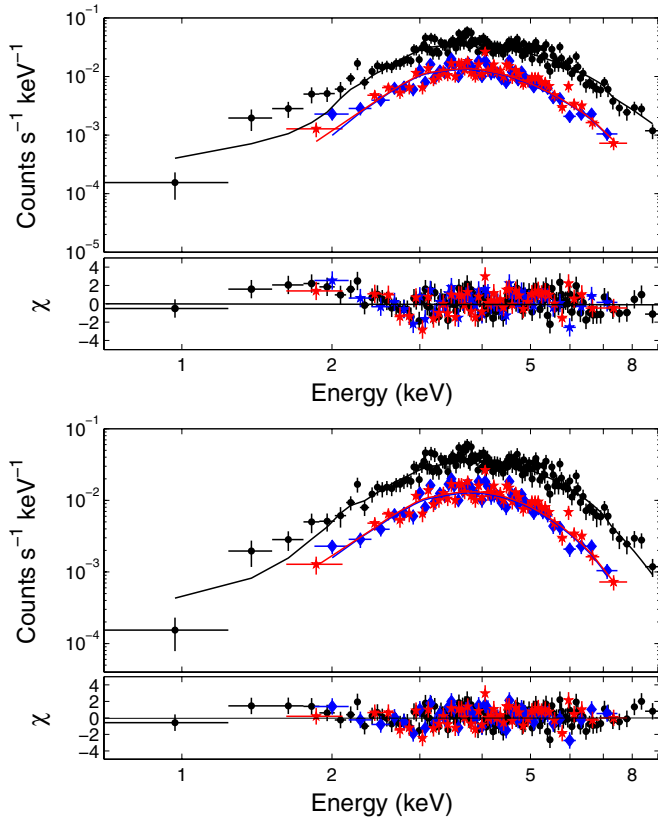 10⁻¹
10⁻²
10⁻³
10⁻⁴
10⁻⁵
Counts s⁻¹ keV⁻¹
4
2
0
−2
−4
χ
1 2 5 8
Energy (keV)
10⁻¹
10⁻²
10⁻³
10⁻⁴
Counts s⁻¹ keV⁻¹
4
2
0
−2
−4
χ
1 2 5 8
Energy (keV)